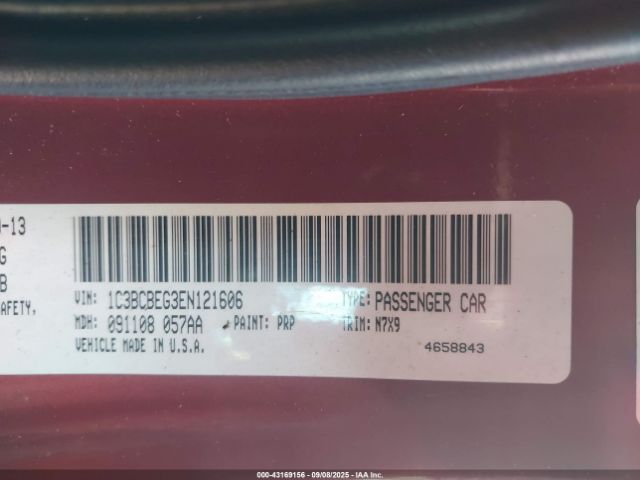 -13
G
B
AFETY,
VIN: 1C3BCBEG3EN121606 TYPE: PASSENGER CAR
MDH: 091108 057AA PAINT: PRP TRIM: N7X9
VEHICLE MADE IN U.S.A. 4658843
000-43169156 - 09/08/2025 - IAA Inc.